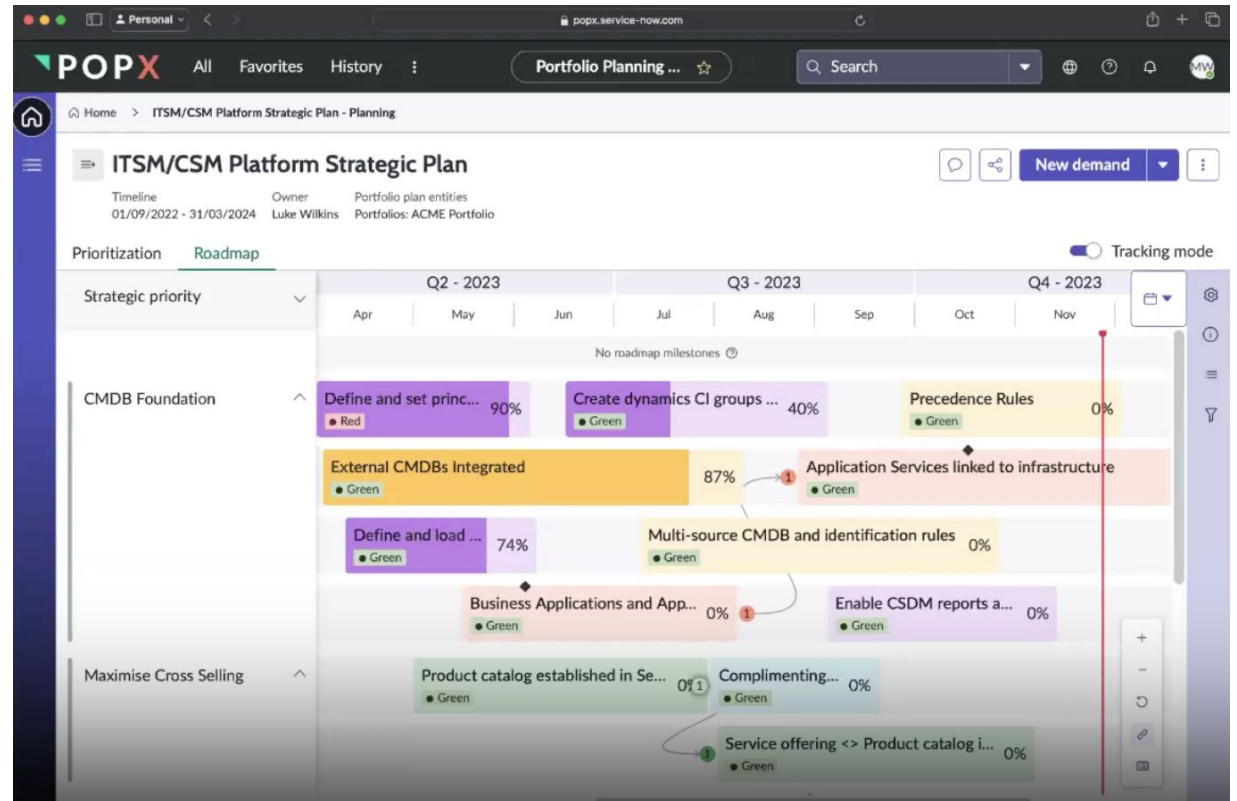 Personal
popx.service-now.com
POPX
All
Favorites
History
Portfolio Planning ...
Search
MW
Home > ITSM/CSM Platform Strategic Plan - Planning
ITSM/CSM Platform Strategic Plan
New demand
Timeline
Owner
Portfolio plan entities
01/09/2022 - 31/03/2024
Luke Wilkins
Portfolios: ACME Portfolio
Prioritization
Roadmap
Tracking mode
Strategic priority
Q2 - 2023
Q3 - 2023
Q4 - 2023
Apr
May
Jun
Jul
Aug
Sep
Oct
Nov
No roadmap milestones
CMDB Foundation
Define and set princ...
90%
Red
Create dynamics CI groups ...
40%
Green
Precedence Rules
0%
Green
External CMDBs Integrated
87%
Green
1
Application Services linked to infrastructure
Green
Define and load ...
74%
Green
Multi-source CMDB and identification rules
0%
Green
Business Applications and App...
0%
1
Green
Enable CSDM reports a...
0%
Green
Maximise Cross Selling
Product catalog established in Se...
1
Green
Complimenting...
0%
Green
1
Service offering <> Product catalog i...
0%
Green